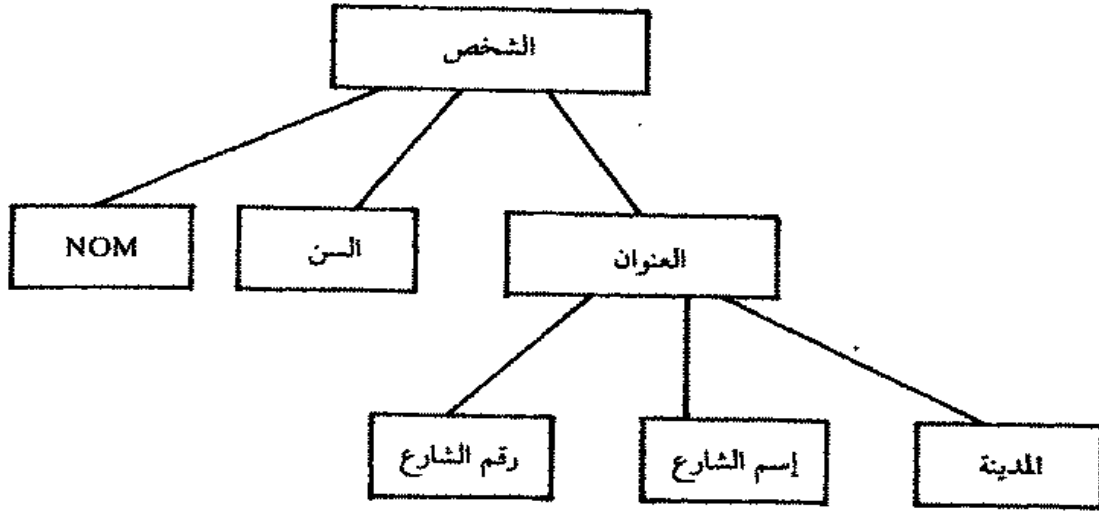 الشخص
NOM
السن
العنوان
رقم الشارع
إسم الشارع
المدينة